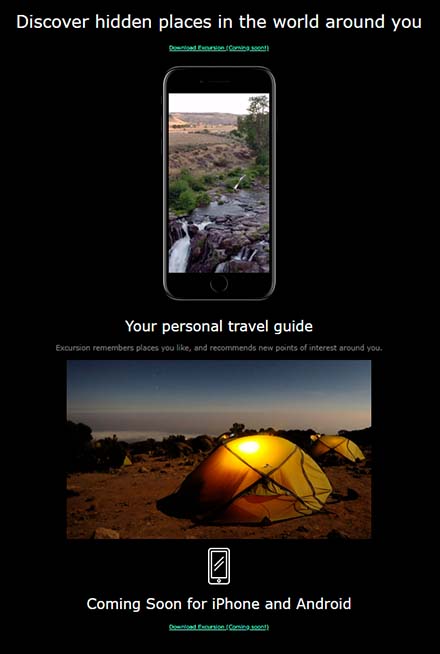 Discover hidden places in the world around you
Download Excursion (Coming soon!)
Your personal travel guide
Excursion remembers places you like, and recommends new points of interest around you.
Coming Soon for iPhone and Android
Download Excursion (Coming soon!)